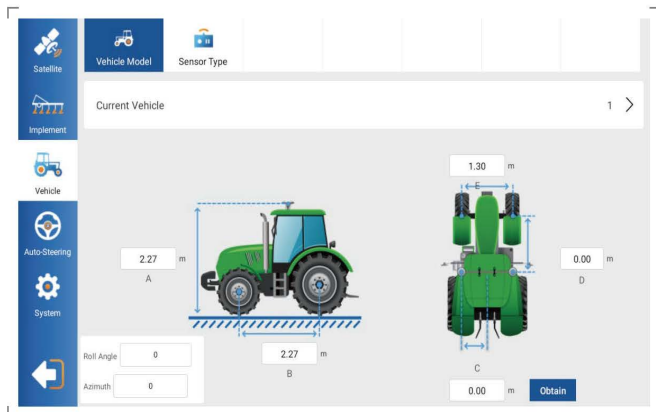 Satellite
Implement
Vehicle
Auto-Steering
System
Vehicle Model
Sensor Type
Current Vehicle
1
1.30 m
E
2.27 m
A
0.00 m
D
Roll Angle 0
Azimuth 0
2.27 m
B
C
0.00 m
Obtain